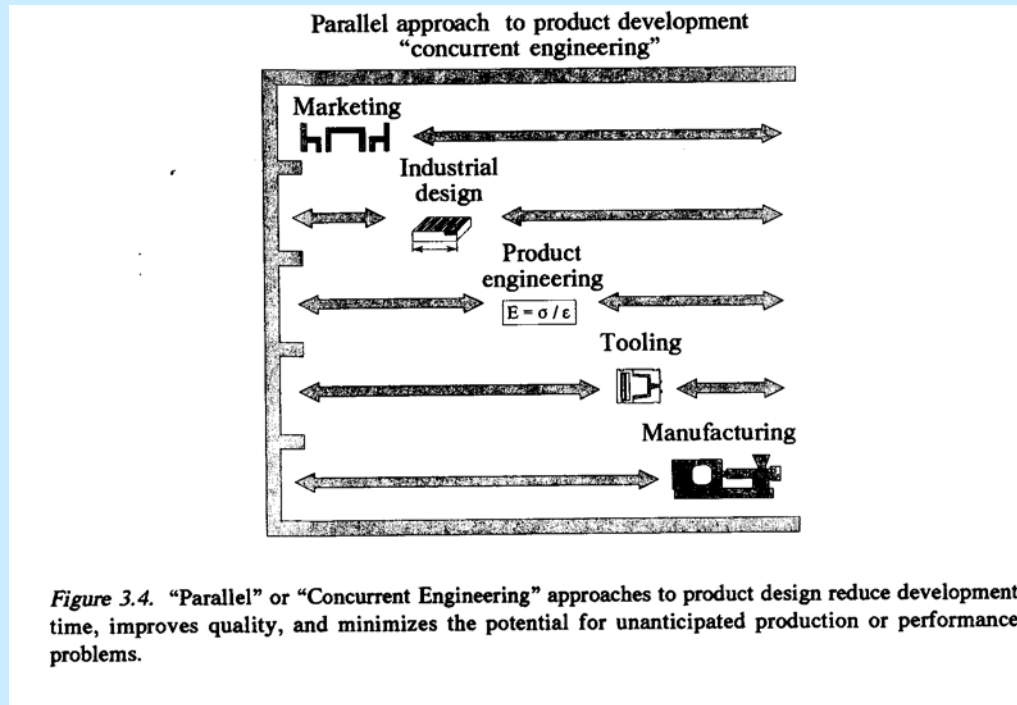 Parallel approach to product development
“concurrent engineering”
Marketing
Industrial
design
Product
engineering
E = σ / ε
Tooling
Manufacturing
Figure 3.4. “Parallel” or “Concurrent Engineering” approaches to product design reduce development
time, improves quality, and minimizes the potential for unanticipated production or performance
problems.